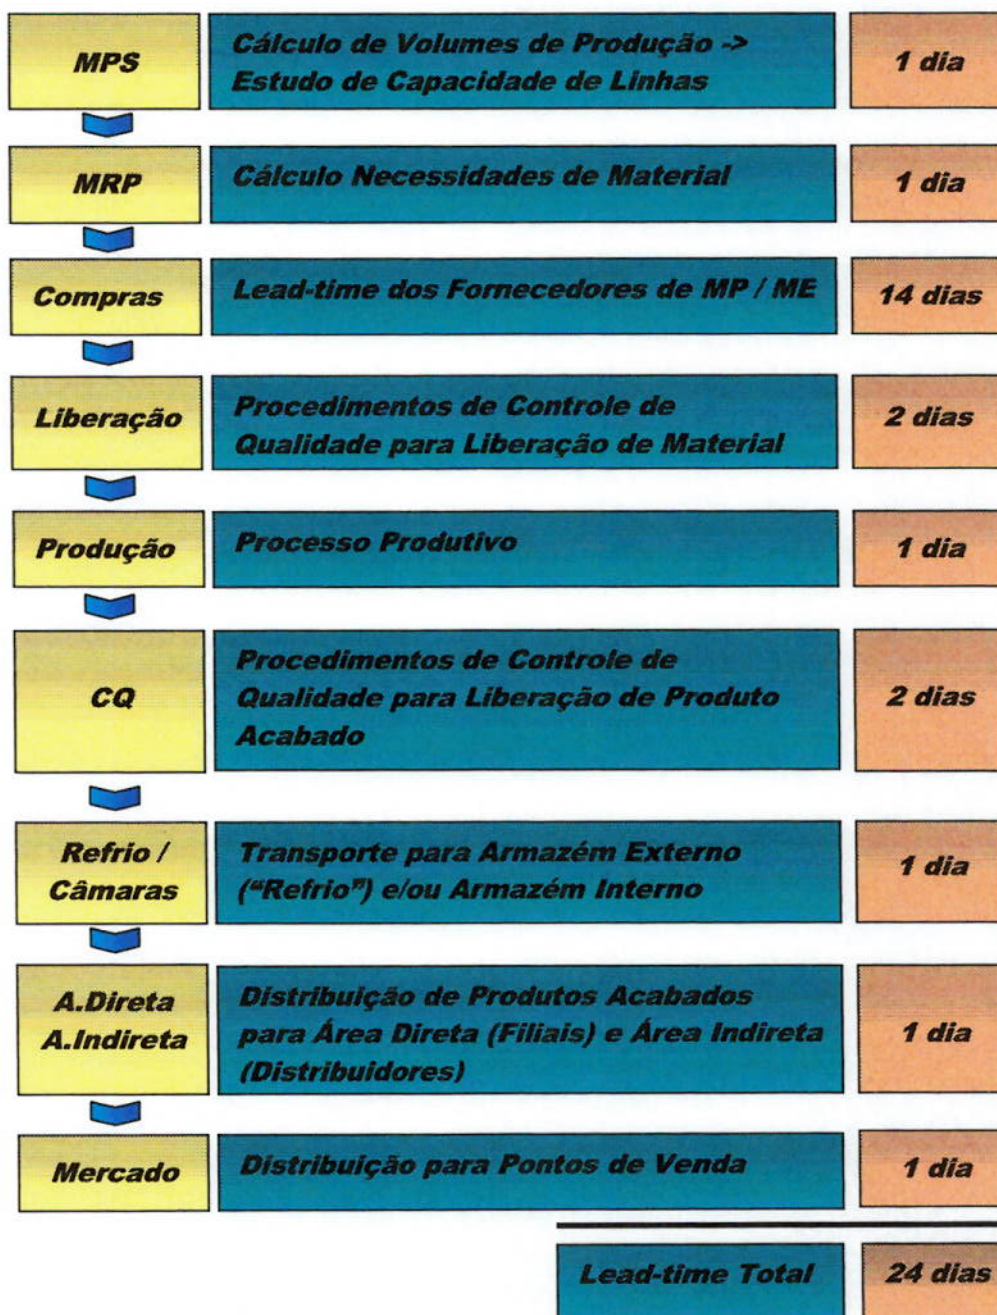 MPS
Cálculo de Volumes de Produção ->
Estudo de Capacidade de Linhas
1 dia
MRP
Cálculo Necessidades de Material
1 dia
Compras
Lead-time dos Fornecedores de MP / ME
14 dias
Liberação
Procedimentos de Controle de
Qualidade para Liberação de Material
2 dias
Produção
Processo Produtivo
1 dia
CQ
Procedimentos de Controle de
Qualidade para Liberação de Produto
Acabado
2 dias
Refrio /
Câmaras
Transporte para Armazém Externo
(“Refrio”) e/ou Armazém Interno
1 dia
A.Direta
A.Indireta
Distribuição de Produtos Acabados
para Área Direta (Filiais) e Área Indireta
(Distribuidores)
1 dia
Mercado
Distribuição para Pontos de Venda
1 dia
Lead-time Total
24 dias